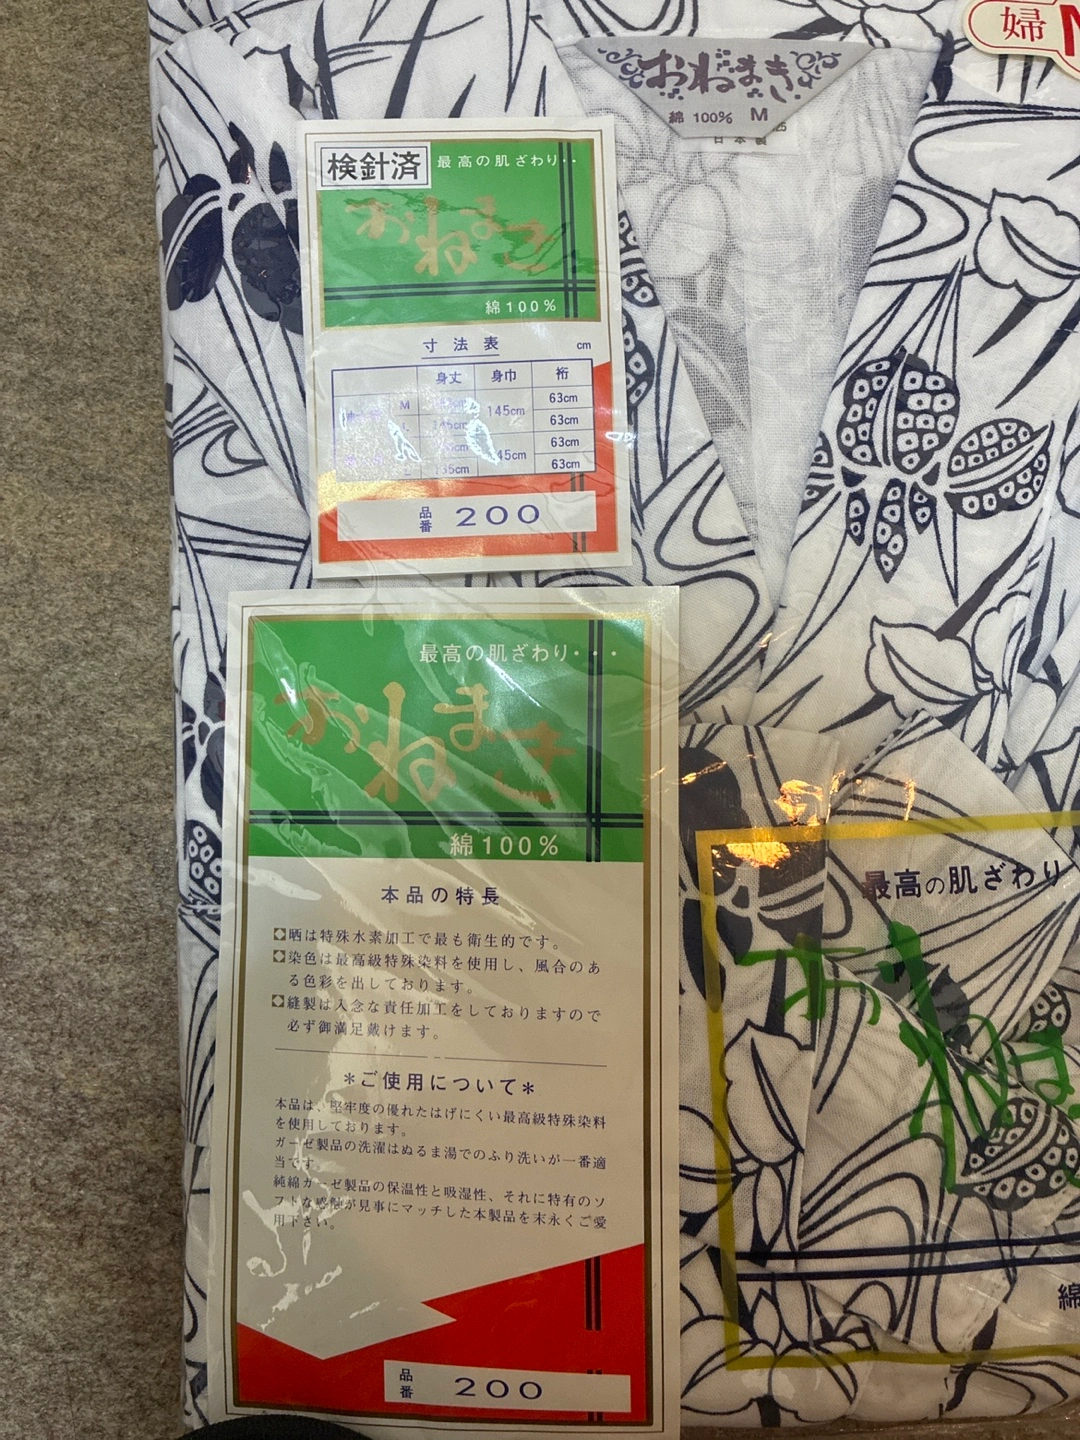 婦
おねまき
綿 100% M
日本製
検針済
最高の肌ざわり‥
おねまき
綿100%
寸法表 cm
身丈 身巾 裄
M 145cm 63cm
63cm
63cm
135cm 63cm
品番 200
最高の肌ざわり・・・
おねまき
綿100%
本品の特長
晒は特殊水素加工で最も衛生的です。
染色は最高級特殊染料を使用し、風合のあ
る色彩を出しております。
縫製は入念な責任加工をしておりますので
必ず御満足戴けます。
*ご使用について*
本品は、堅牢度の優れたはげにくい最高級特殊染料
を使用しております。
ガーゼ製品の洗濯はぬるま湯でのふり洗いが一番適
当です。
純綿ガーゼ製品の保温性と吸湿性、それに特有のソ
フトな感触が見事にマッチした本製品を末永くご愛
用下さい。
品番 200
最高の肌ざわり
おねま
綿